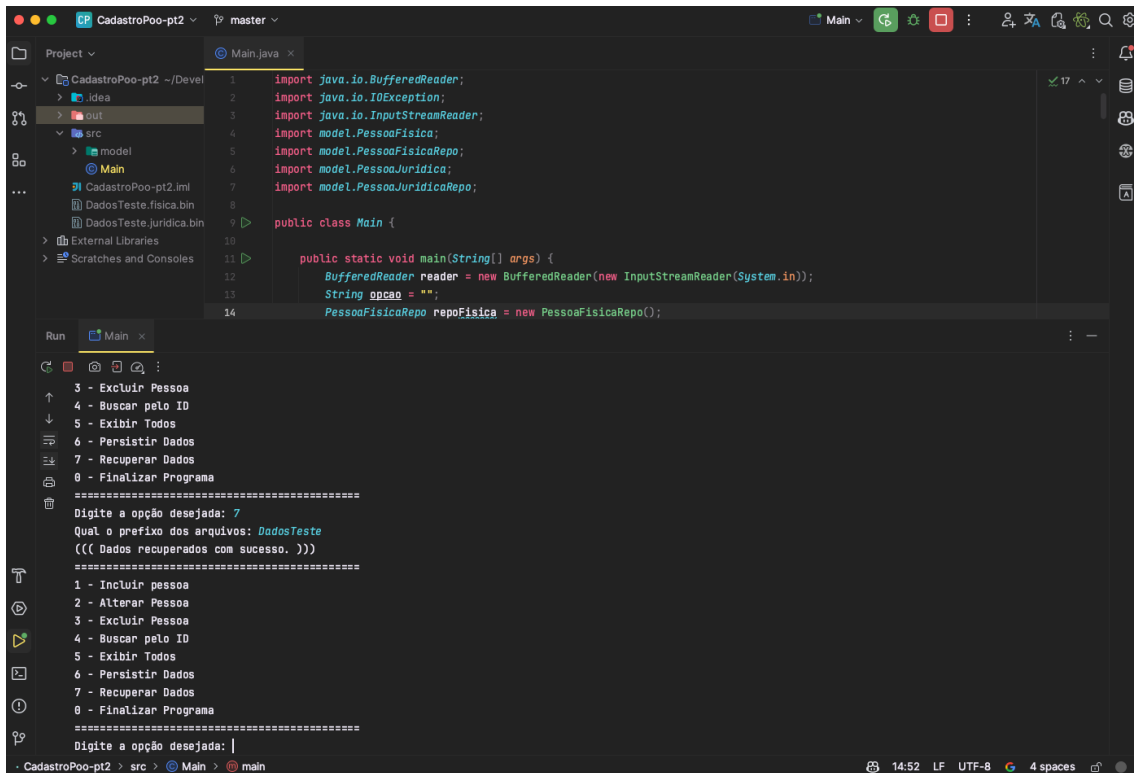 CP CadastroPoo-pt2 master Main
Project
Main.java
CadastroPoo-pt2 ~/Devel
.idea
out
src
model
Main
CadastroPoo-pt2.iml
DadosTeste.fisica.bin
DadosTeste.juridica.bin
External Libraries
Scratches and Consoles
17
1 import java.io.BufferedReader;
2 import java.io.IOException;
3 import java.io.InputStreamReader;
4 import model.PessoaFisica;
5 import model.PessoaFisicaRepo;
6 import model.PessoaJuridica;
7 import model.PessoaJuridicaRepo;
8
9 public class Main {
10
11 public static void main(String[] args) {
12 BufferedReader reader = new BufferedReader(new InputStreamReader(System.in));
13 String opcao = "";
14 PessoaFisicaRepo repoFisica = new PessoaFisicaRepo();
Run Main
3 - Excluir Pessoa
4 - Buscar pelo ID
5 - Exibir Todos
6 - Persistir Dados
7 - Recuperar Dados
0 - Finalizar Programa
============================================
Digite a opção desejada: 7
Qual o prefixo dos arquivos: DadosTeste
((( Dados recuperados com sucesso. )))
============================================
1 - Incluir pessoa
2 - Alterar Pessoa
3 - Excluir Pessoa
4 - Buscar pelo ID
5 - Exibir Todos
6 - Persistir Dados
7 - Recuperar Dados
0 - Finalizar Programa
============================================
Digite a opção desejada:
CadastroPoo-pt2 > src > Main > main 14:52 LF UTF-8 G 4 spaces